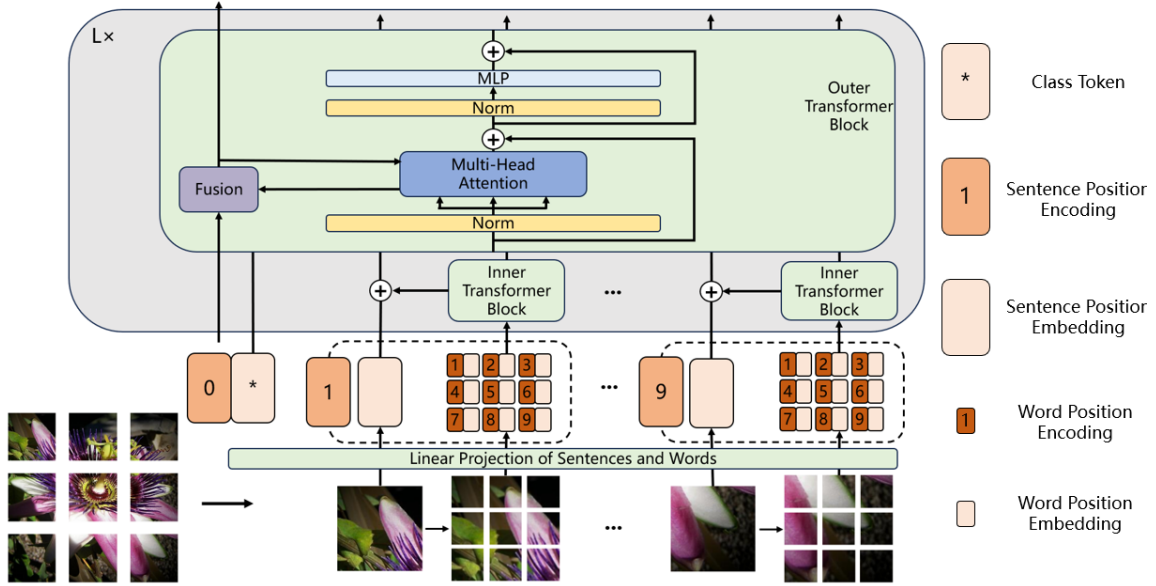 L×
MLP
Norm
Outer
Transformer
Block
Multi-Head
Attention
Fusion
Norm
Inner
Transformer
Block
...
Inner
Transformer
Block
0
*
1
1 2 3
4 5 6
7 8 9
...
9
1 2 3
4 5 6
7 8 9
Linear Projection of Sentences and Words
...
*
Class Token
1
Sentence Positior
Encoding
Sentence Positior
Embedding
1
Word Position
Encoding
Word Position
Embedding